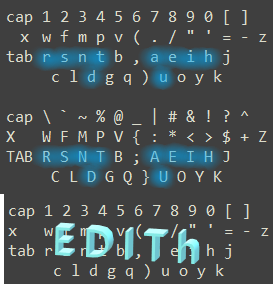 cap 1 2 3 4 5 6 7 8 9 0 [ ]
x w f m p v ( . / " ' = - z
tab r s n t b , a e i h j
c l d g q ) u o y k
cap \ ` ~ % @ _ | # & ! ? ^
X W F M P V { : * < > $ + Z
TAB R S N T B ; A E I H J
C L D G Q } U O Y K
cap 1 2 3 4 5 6 7 8 9 0 [ ]
x w f m p v ( . / " ' = - z
tab r s n t b , a e i h j
EDITh
c l d g q ) u o y k